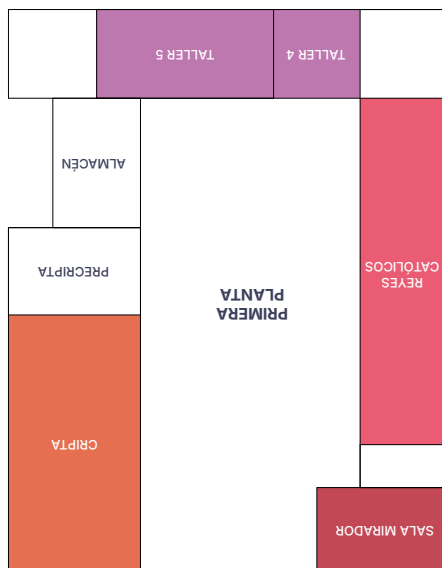 SALA MIRADOR
CRIPTA
PRIMERA
PLANTA
REYES
CATÓLICOS
PRECRIPTA
ALMACÉN
TALLER 4
TALLER 5